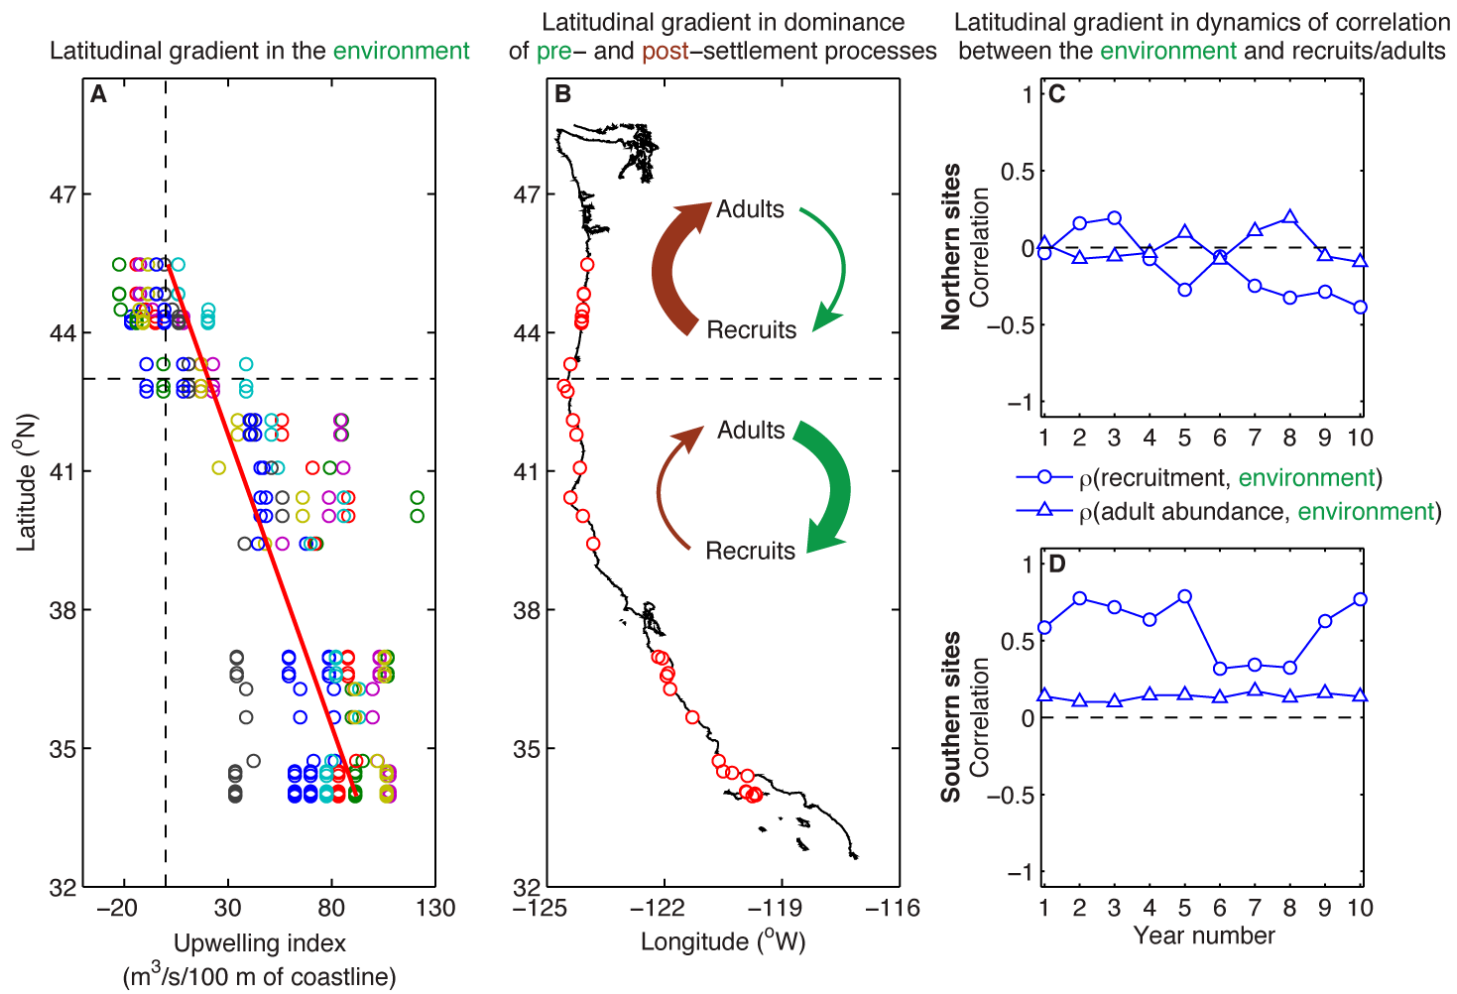 Latitudinal gradient in the environment
Latitudinal gradient in dominance
of pre− and post−settlement processes
Latitudinal gradient in dynamics of correlation
between the environment and recruits/adults
A
47
44
41
38
35
32
−20 30 80 130
Latitude (°N)
Upwelling index
(m³/s/100 m of coastline)
B
47
44
41
38
35
32
−125 −122 −119 −116
Longitude (°W)
Adults
Recruits
Adults
Recruits
C
1
0.5
0
−0.5
−1
1 2 3 4 5 6 7 8 9 10
Northern sites
Correlation
ρ(recruitment, environment)
ρ(adult abundance, environment)
D
1
0.5
0
−0.5
−1
1 2 3 4 5 6 7 8 9 10
Southern sites
Correlation
Year number